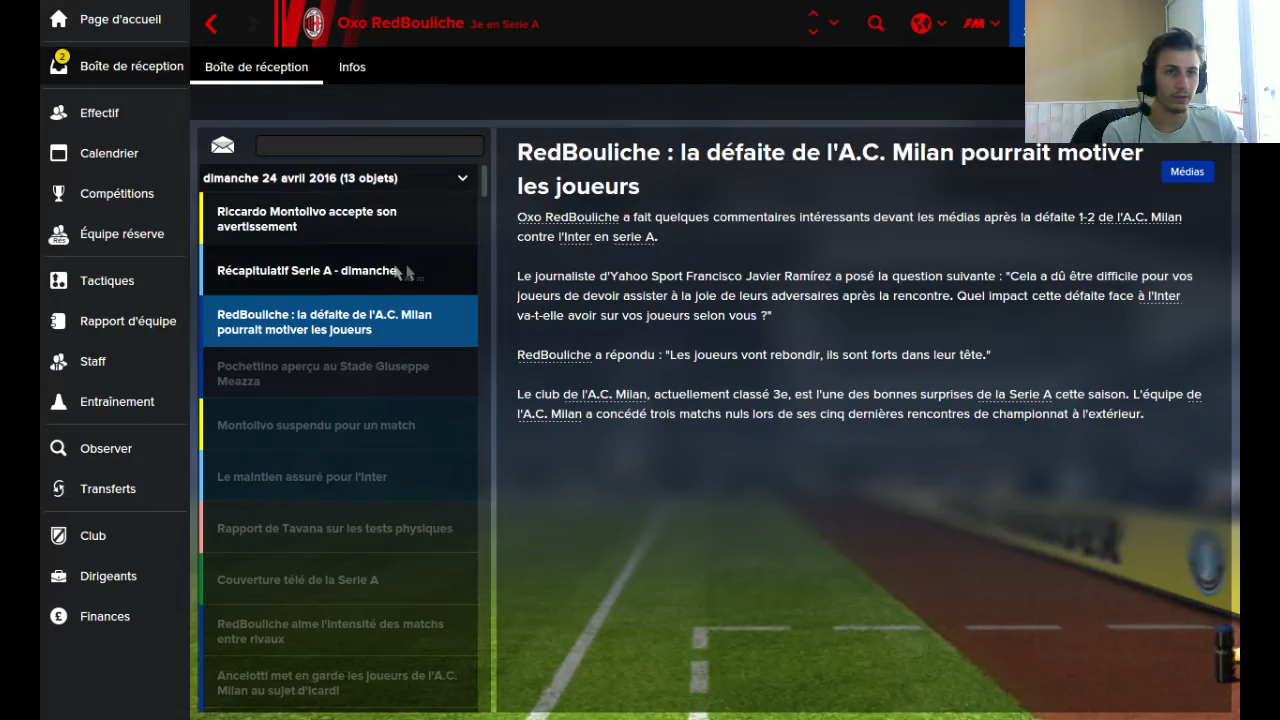 Page d'accueil
2
Boîte de réception
Effectif
Calendrier
Compétitions
Rés
Équipe réserve
Tactiques
Rapport d'équipe
Staff
Entraînement
Observer
Transferts
Club
Dirigeants
Finances
Oxo RedBouliche 3e en Serie A
FM
Boîte de réception Infos
dimanche 24 avril 2016 (13 objets)
Riccardo Montolivo accepte son
avertissement
Récapitulatif Serie A - dimanche
RedBouliche : la défaite de l'A.C. Milan
pourrait motiver les joueurs
Pochettino aperçu au Stade Giuseppe
Meazza
Montolivo suspendu pour un match
Le maintien assuré pour l'Inter
Rapport de Tavana sur les tests physiques
Couverture télé de la Serie A
RedBouliche aime l'intensité des matchs
entre rivaux
Ancelotti met en garde les joueurs de l'A.C.
Milan au sujet d'Icardi
RedBouliche : la défaite de l'A.C. Milan pourrait motiver
les joueurs
Médias
Oxo RedBouliche a fait quelques commentaires intéressants devant les médias après la défaite 1-2 de l'A.C. Milan
contre l'Inter en serie A.
Le journaliste d'Yahoo Sport Francisco Javier Ramírez a posé la question suivante : "Cela a dû être difficile pour vos
joueurs de devoir assister à la joie de leurs adversaires après la rencontre. Quel impact cette défaite face à l'Inter
va-t-elle avoir sur vos joueurs selon vous ?"
RedBouliche a répondu : "Les joueurs vont rebondir, ils sont forts dans leur tête."
Le club de l'A.C. Milan, actuellement classé 3e, est l'une des bonnes surprises de la Serie A cette saison. L'équipe de
l'A.C. Milan a concédé trois matchs nuls lors de ses cinq dernières rencontres de championnat à l'extérieur.